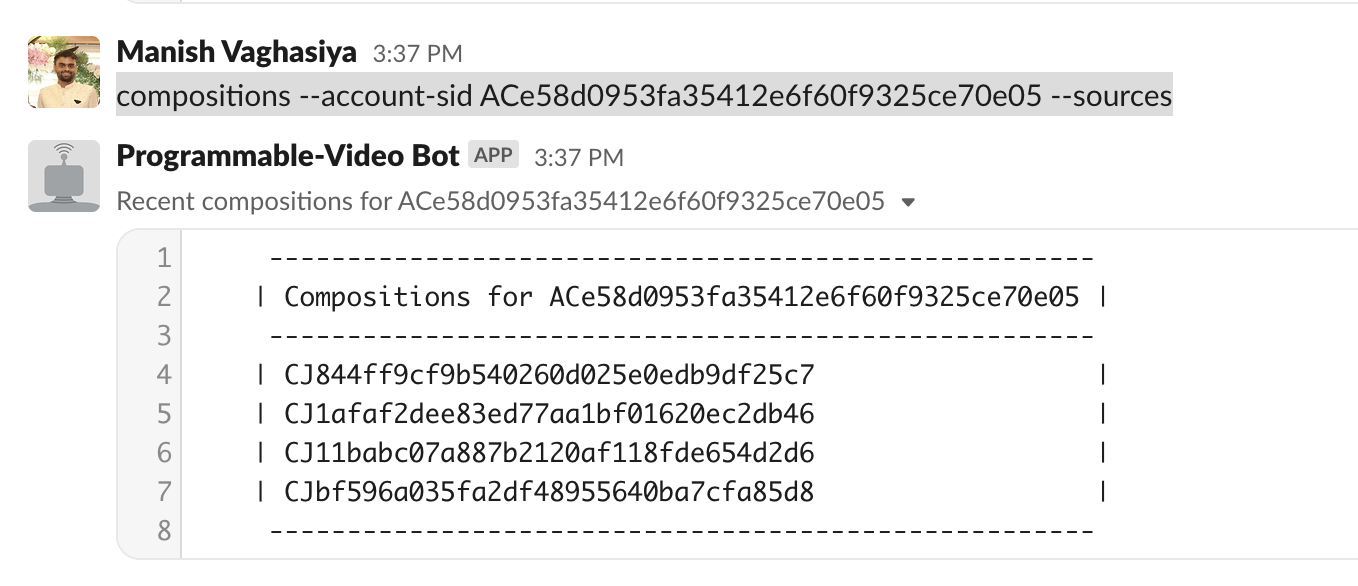 Manish Vaghasiya 3:37 PM
compositions --account-sid ACe58d0953fa35412e6f60f9325ce70e05 --sources
Programmable-Video Bot APP 3:37 PM
Recent compositions for ACe58d0953fa35412e6f60f9325ce70e05
1 -----------------------------------------------------
2 | Compositions for ACe58d0953fa35412e6f60f9325ce70e05 |
3 -----------------------------------------------------
4 | CJ844ff9cf9b540260d025e0edb9df25c7 |
5 | CJ1afaf2dee83ed77aa1bf01620ec2db46 |
6 | CJ11babc07a887b2120af118fde654d2d6 |
7 | CJbf596a035fa2df48955640ba7cfa85d8 |
8 -----------------------------------------------------